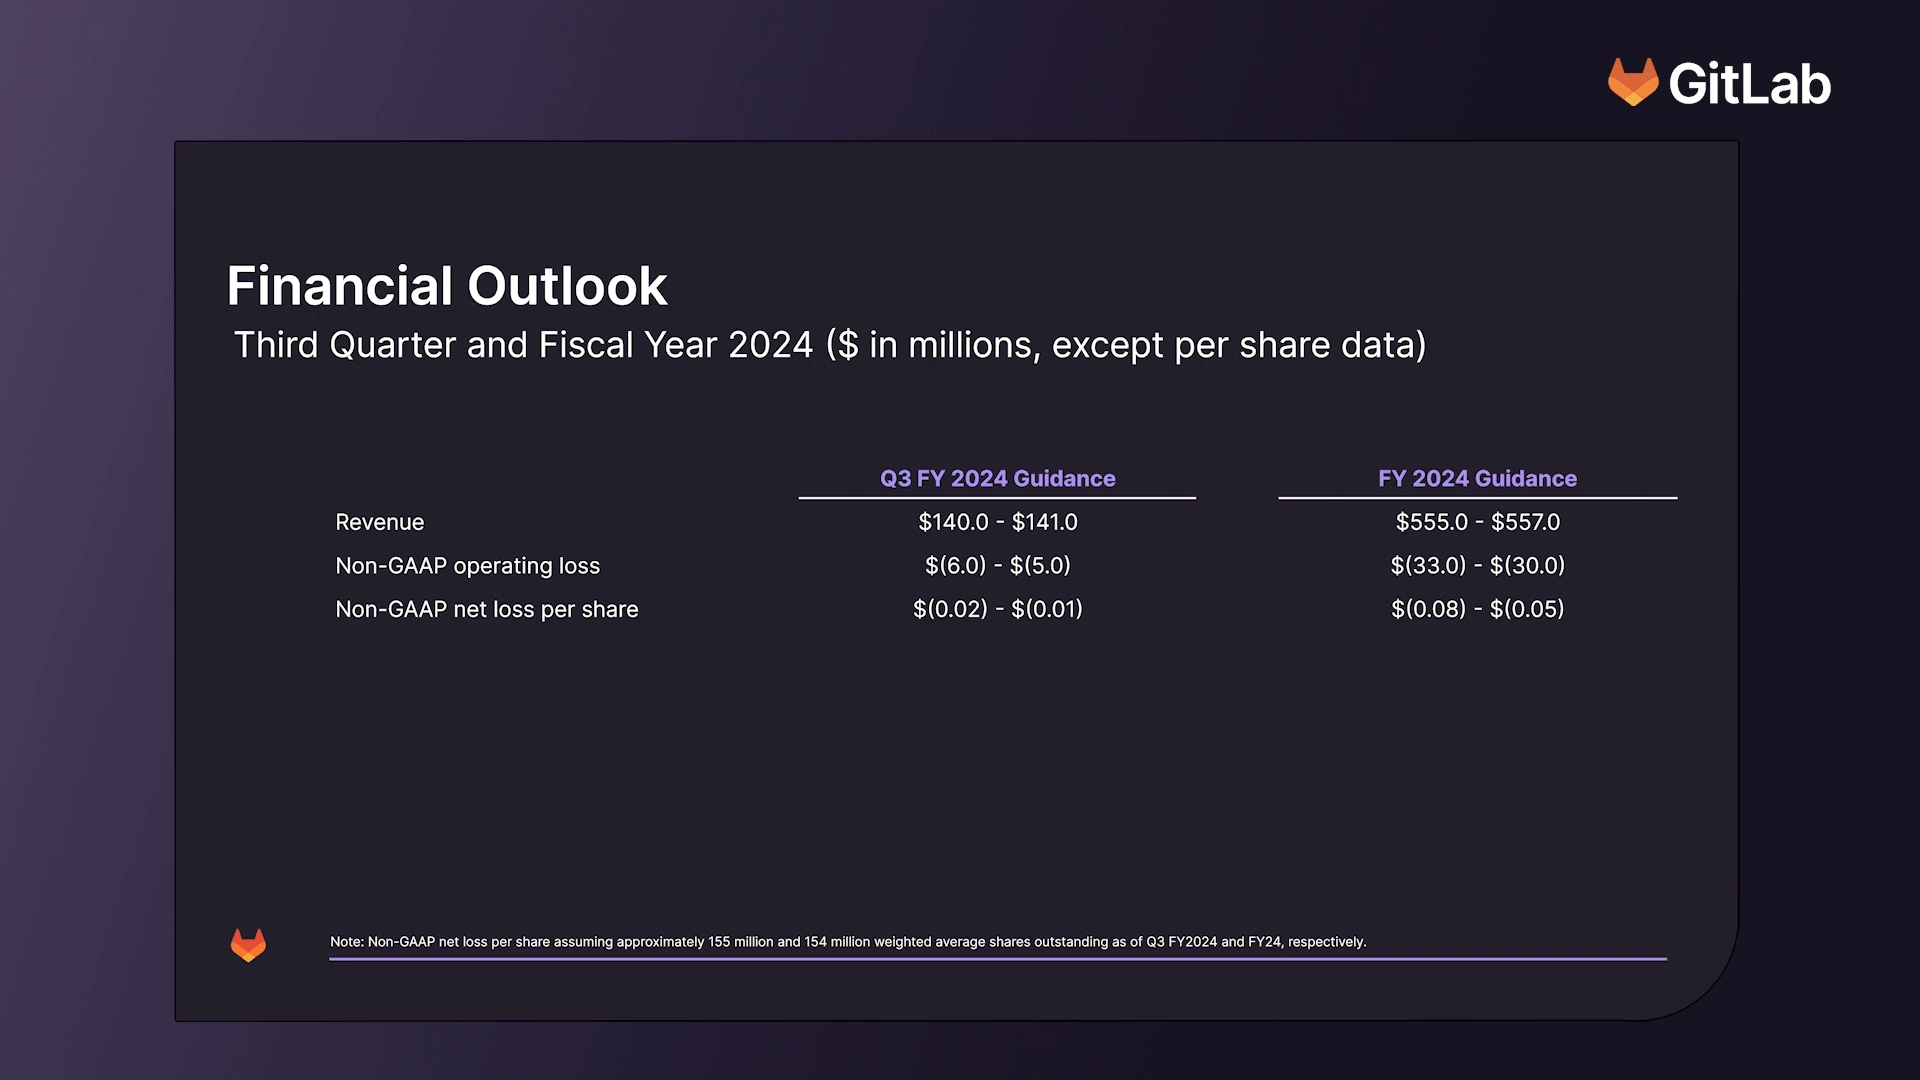 GitLab
Financial Outlook
Third Quarter and Fiscal Year 2024 ($ in millions, except per share data)
Q3 FY 2024 Guidance FY 2024 Guidance
Revenue $140.0 - $141.0 $555.0 - $557.0
Non-GAAP operating loss $(6.0) - $(5.0) $(33.0) - $(30.0)
Non-GAAP net loss per share $(0.02) - $(0.01) $(0.08) - $(0.05)
Note: Non-GAAP net loss per share assuming approximately 155 million and 154 million weighted average shares outstanding as of Q3 FY2024 and FY24, respectively.